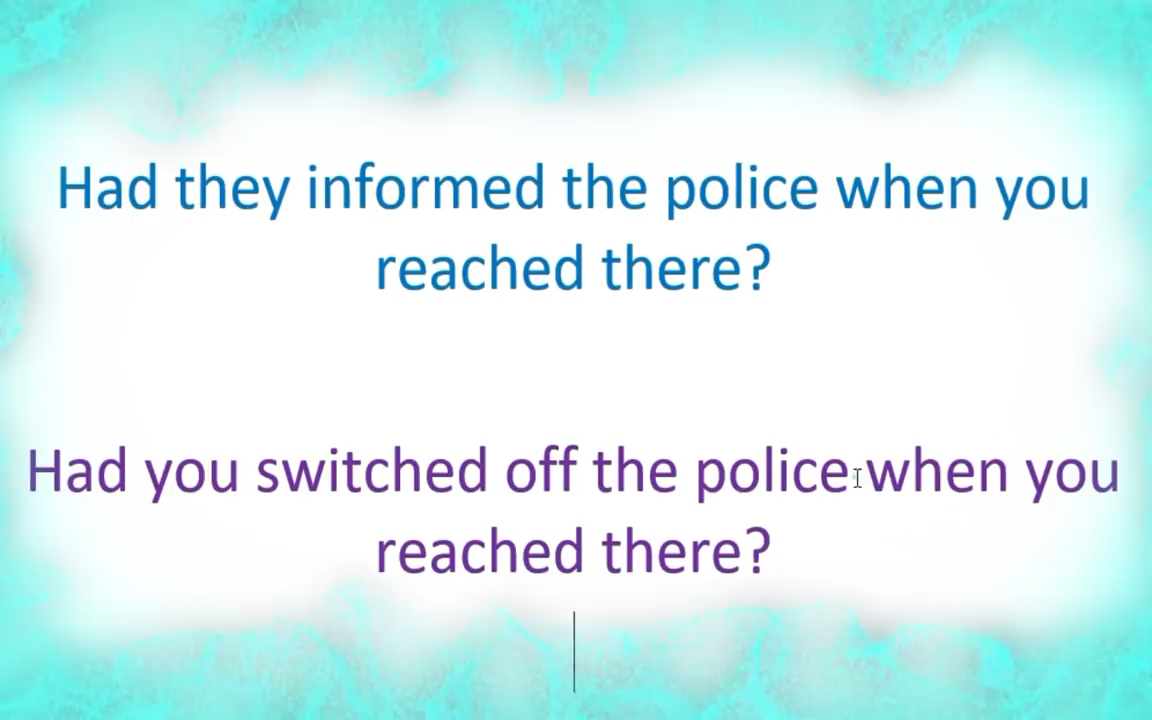 Had they informed the police when you
reached there?
Had you switched off the police when you
reached there?